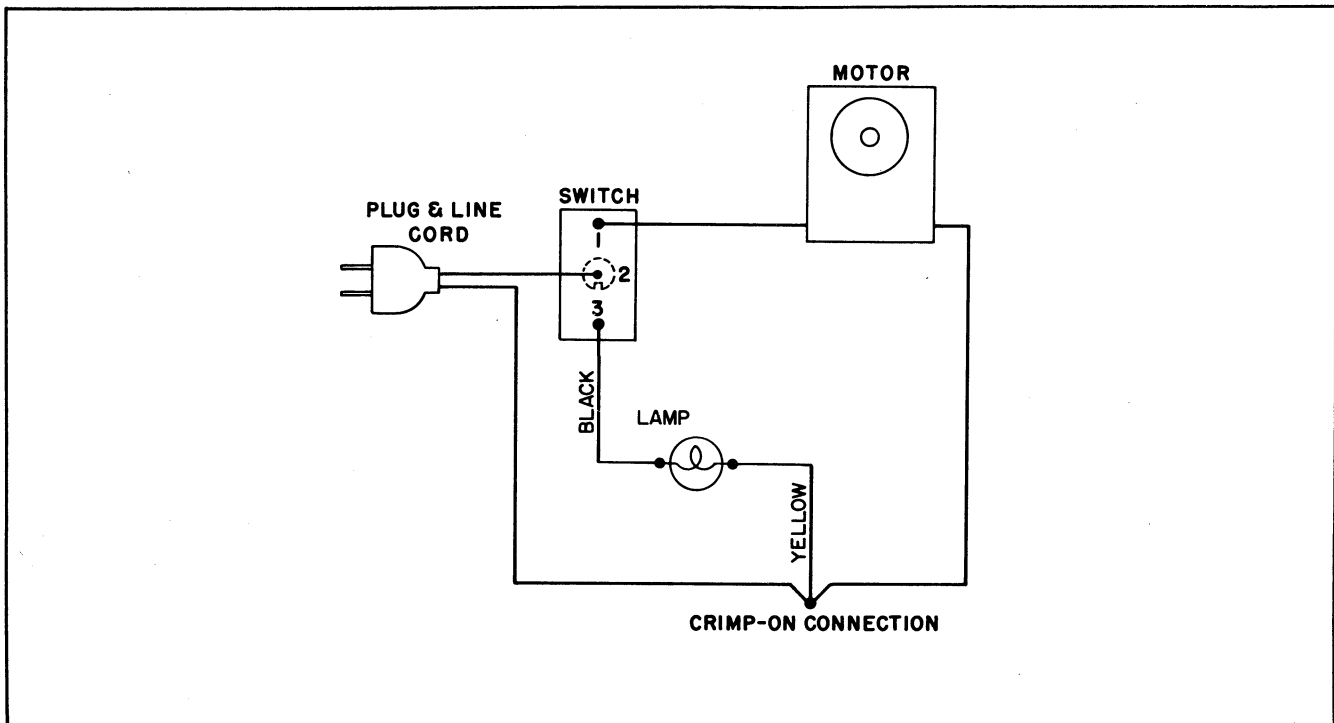 MOTOR
SWITCH
PLUG & LINE
CORD
1
2
3
BLACK
LAMP
YELLOW
CRIMP-ON CONNECTION